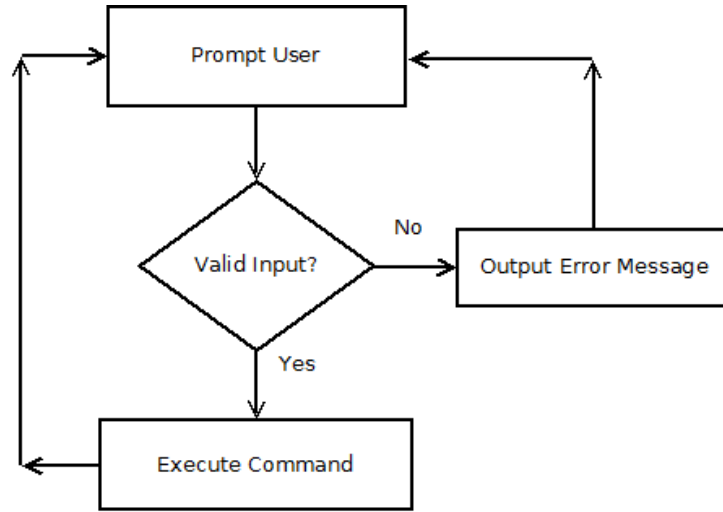 Prompt User
No
Valid Input?
Output Error Message
Yes
Execute Command